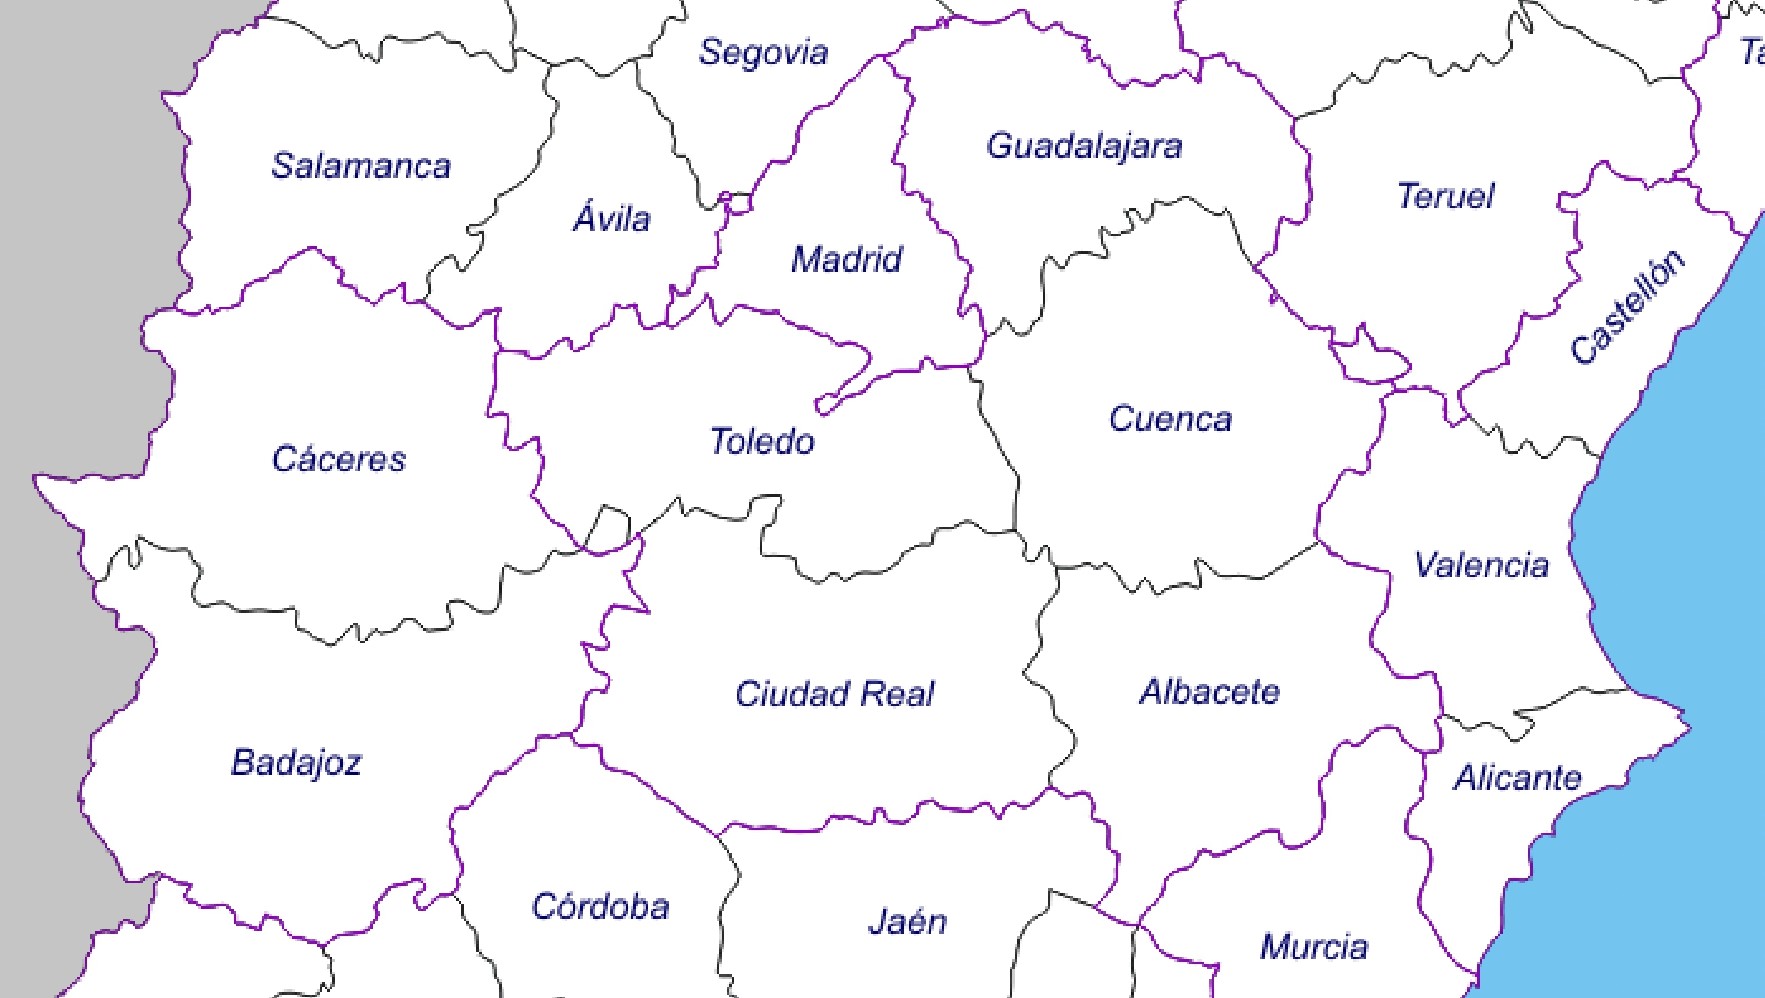 Segovia
Ta
Guadalajara
Salamanca
Teruel
Ávila
Madrid
Castellón
Cuenca
Toledo
Cáceres
Valencia
Ciudad Real
Albacete
Badajoz
Alicante
Córdoba
Jaén
Murcia